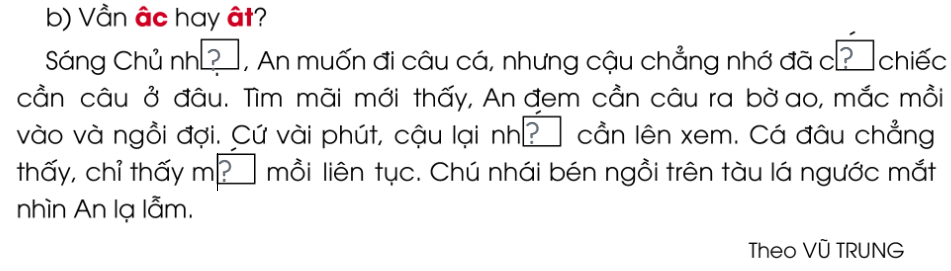 b) Vần âc hay ât?
Sáng Chủ nh?, An muốn đi câu cá, nhưng cậu chẳng nhớ đã c? chiếc
cần câu ở đâu. Tìm mãi mới thấy, An đem cần câu ra bờ ao, mắc mồi
vào và ngồi đợi. Cứ vài phút, cậu lại nh? cần lên xem. Cá đâu chẳng
thấy, chỉ thấy m? mồi liên tục. Chú nhái bén ngồi trên tàu lá ngước mắt
nhìn An lạ lẫm.
Theo VŨ TRUNG